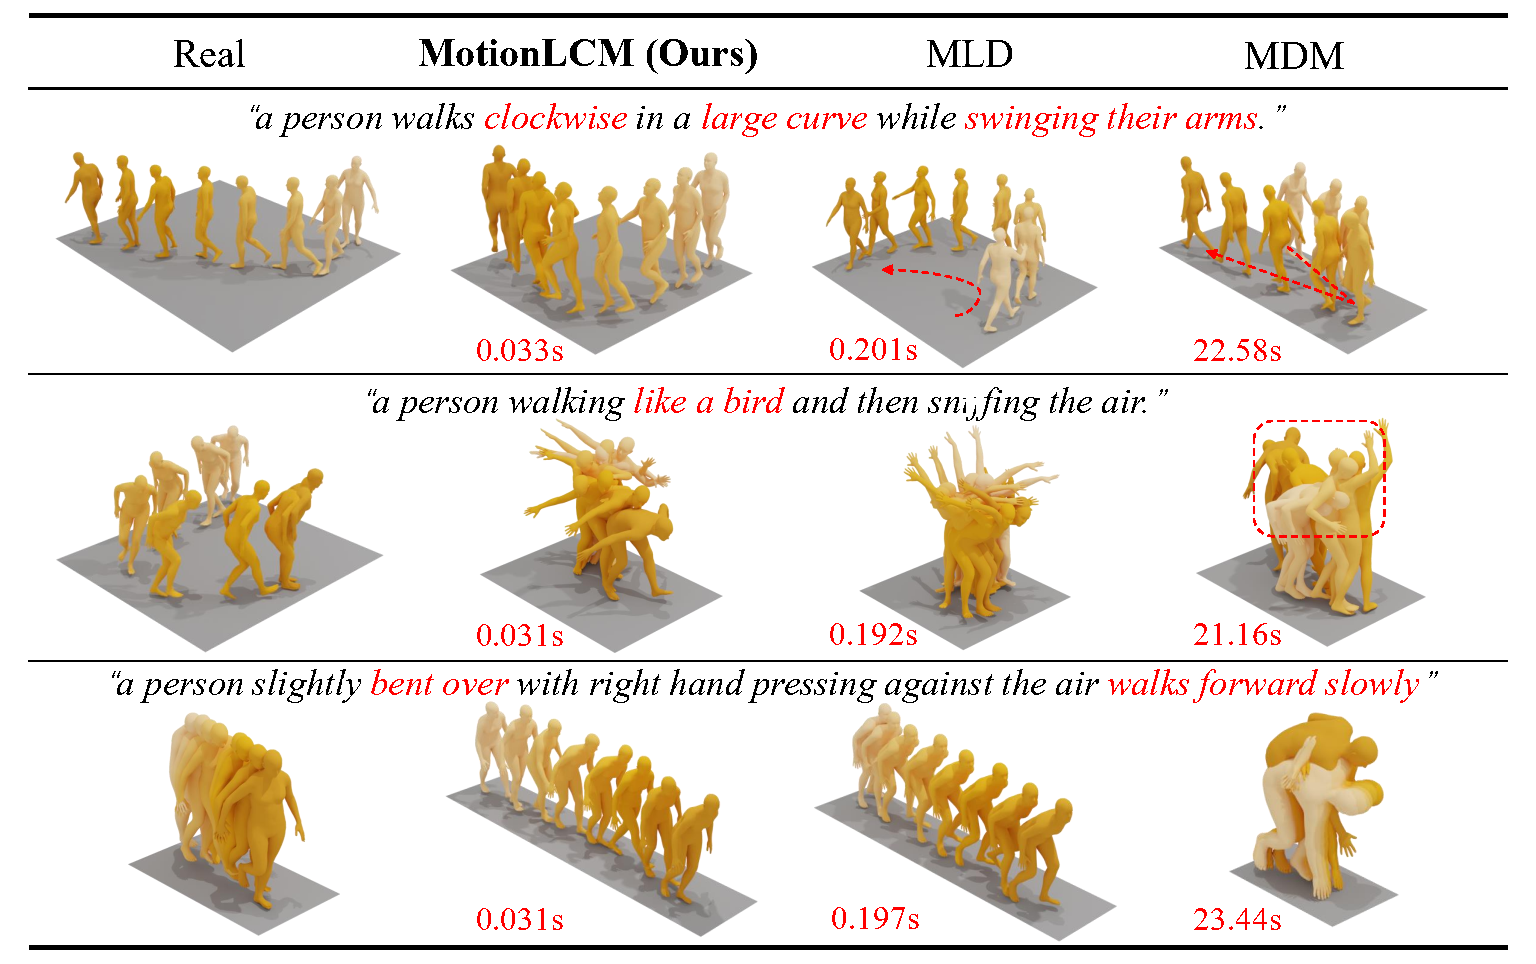 Real MotionLCM (Ours) MLD MDM
“a person walks clockwise in a large curve while swinging their arms.”
0.033s 0.201s 22.58s
“a person walking like a bird and then sniffing the air.”
0.031s 0.192s 21.16s
“a person slightly bent over with right hand pressing against the air walks forward slowly”
0.031s 0.197s 23.44s